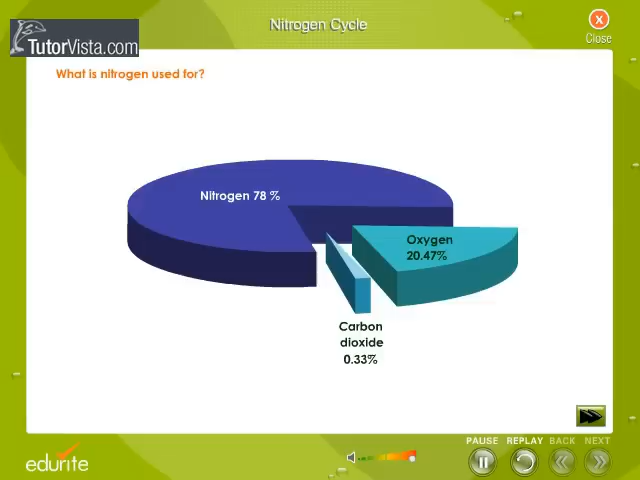 Nitrogen Cycle
X
Close
TutorVista.com
What is nitrogen used for?
Nitrogen 78 %
Oxygen
20.47%
Carbon
dioxide
0.33%
PAUSE REPLAY BACK NEXT
edurite